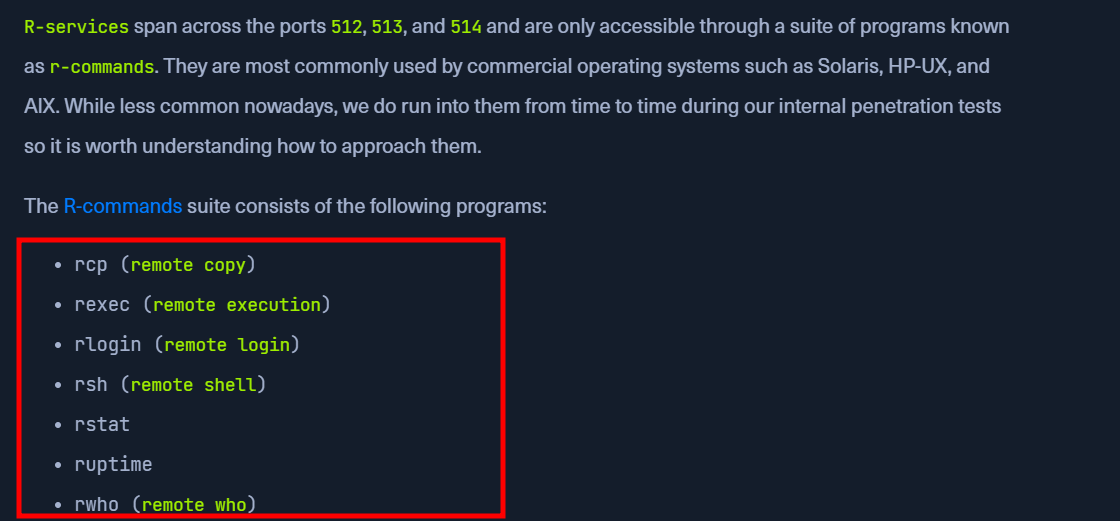 R-services span across the ports 512, 513, and 514 and are only accessible through a suite of programs known
as r-commands. They are most commonly used by commercial operating systems such as Solaris, HP-UX, and
AIX. While less common nowadays, we do run into them from time to time during our internal penetration tests
so it is worth understanding how to approach them.
The R-commands suite consists of the following programs:
• rcp (remote copy)
• rexec (remote execution)
• rlogin (remote login)
• rsh (remote shell)
• rstat
• ruptime
• rwho (remote who)